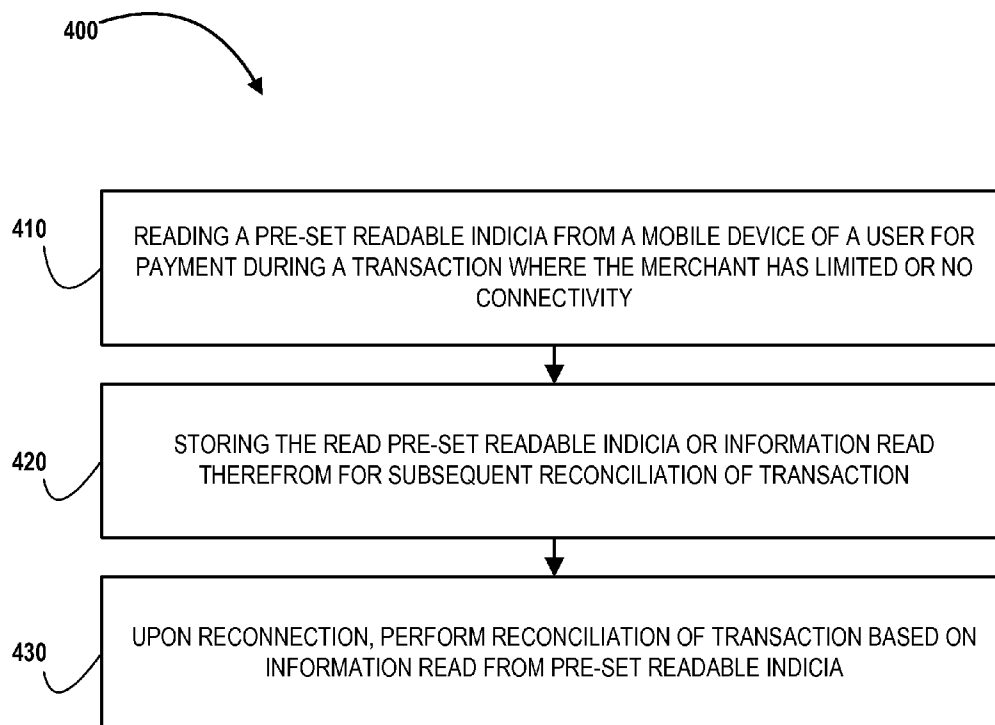 400
410
READING A PRE-SET READABLE INDICIA FROM A MOBILE DEVICE OF A USER FOR
PAYMENT DURING A TRANSACTION WHERE THE MERCHANT HAS LIMITED OR NO
CONNECTIVITY
420
STORING THE READ PRE-SET READABLE INDICIA OR INFORMATION READ
THEREFROM FOR SUBSEQUENT RECONCILIATION OF TRANSACTION
430
UPON RECONNECTION, PERFORM RECONCILIATION OF TRANSACTION BASED ON
INFORMATION READ FROM PRE-SET READABLE INDICIA